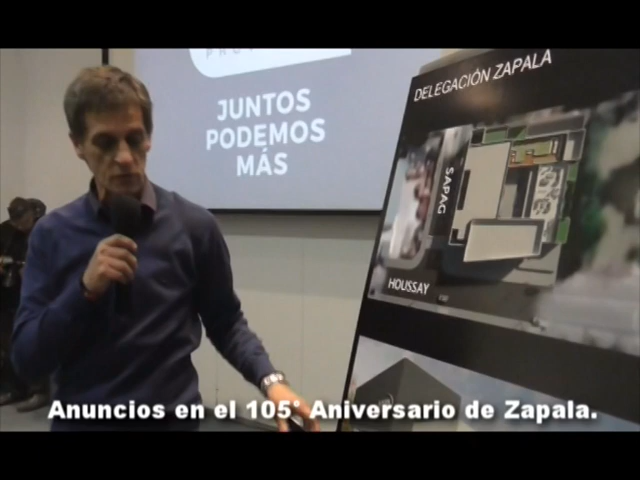 JUNTOS
PODEMOS
MÁS
DELEGACIÓN ZAPALA
SAPAG
HOUSSAY
Anuncios en el 105° Aniversario de Zapala.